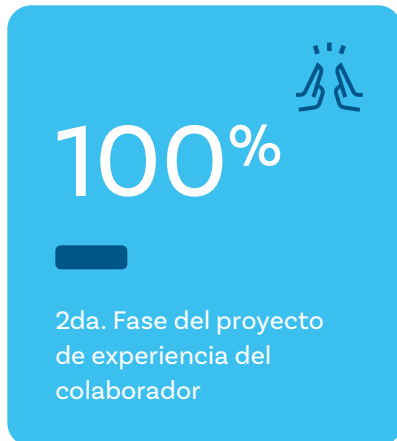 100%
2da. Fase del proyecto
de experiencia del
colaborador